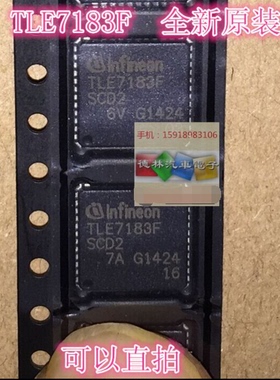 TLE7183F 全新原装
infineon
TLE7183F
SCD2
6V G1424
手机：15918983106
德林汽車電子
infineon
TLE7183F
SCD2
7A G1424
16
可以直拍